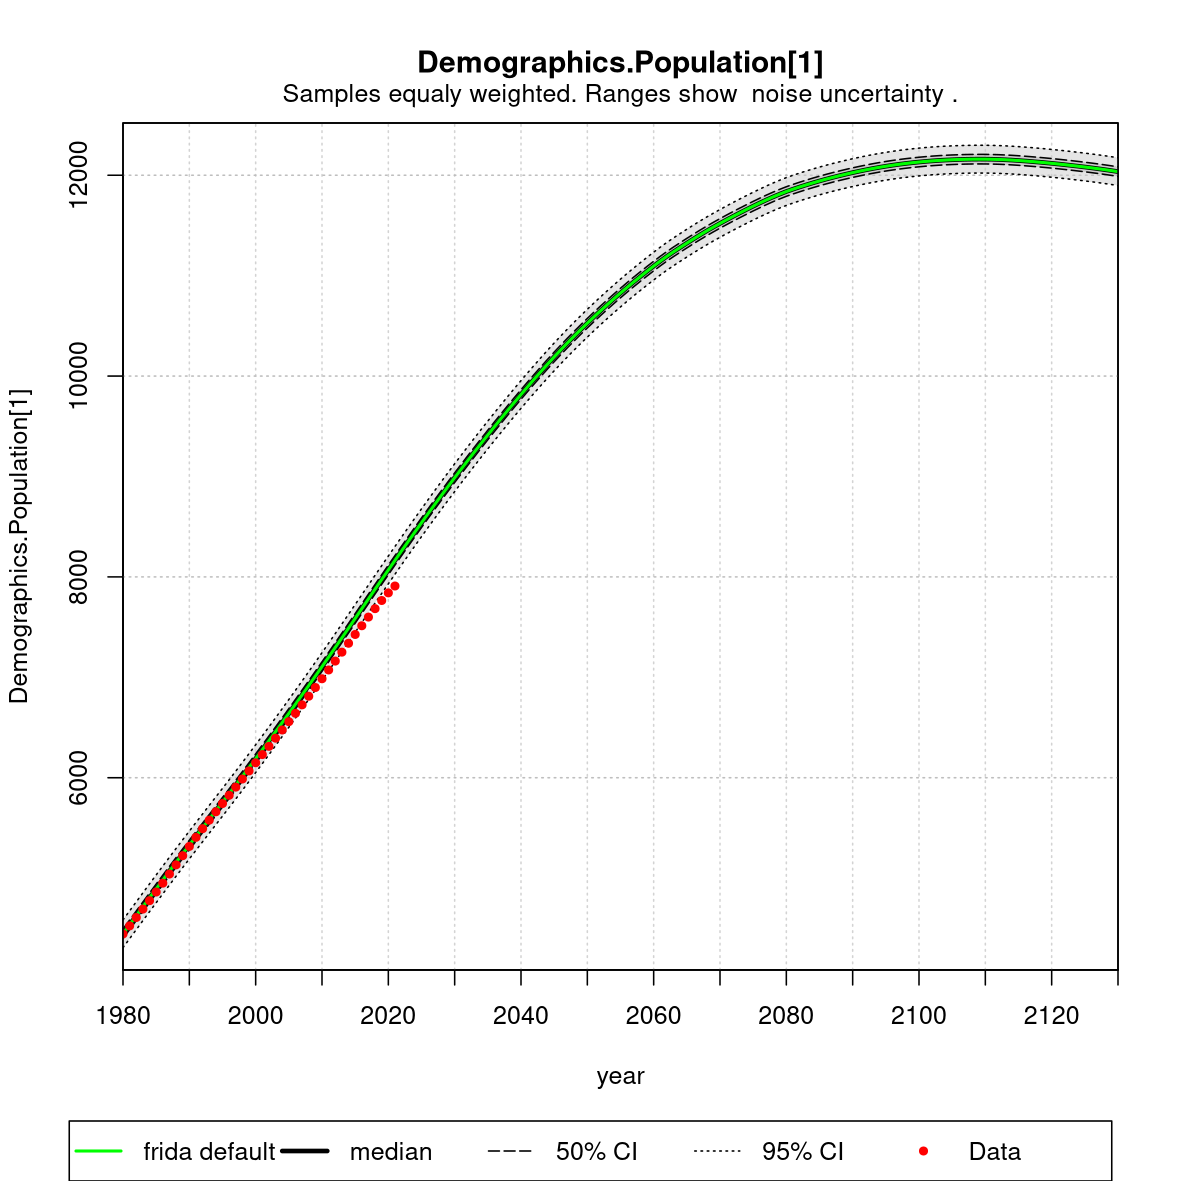 Demographics.Population[1]
Samples equaly weighted. Ranges show  noise uncertainty .
Demographics.Population[1]
12000
10000
8000
6000
1980 2000 2020 2040 2060 2080 2100 2120
year
frida default median 50% CI 95% CI Data